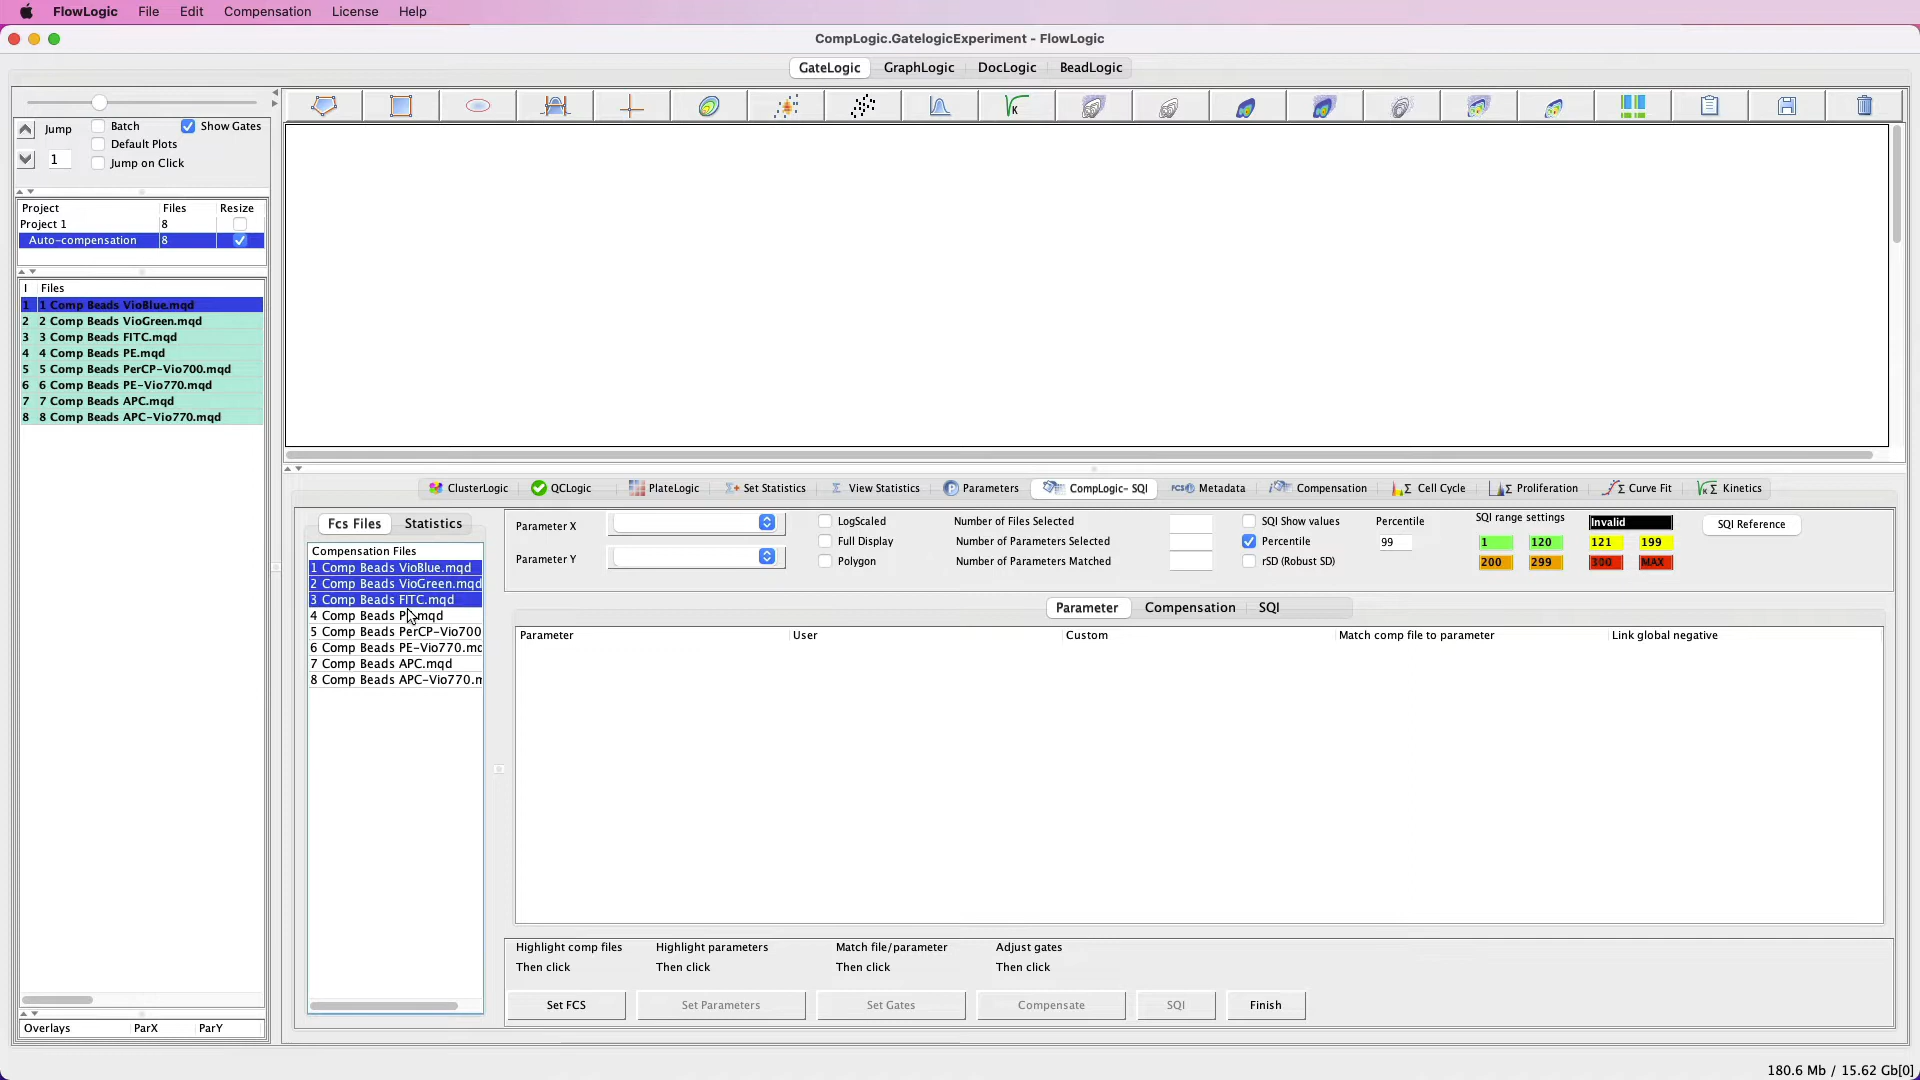 FlowLogic File Edit Compensation License Help
CompLogic.GatelogicExperiment - FlowLogic
GateLogic GraphLogic DocLogic BeadLogic
Jump
1
Batch
Show Gates
Default Plots
Jump on Click
Project Files Resize
Project 1 8
Auto-compensation 8
I Files
1 1 Comp Beads VioBlue.mqd
2 2 Comp Beads VioGreen.mqd
3 3 Comp Beads FITC.mqd
4 4 Comp Beads PE.mqd
5 5 Comp Beads PerCP-Vio700.mqd
6 6 Comp Beads PE-Vio770.mqd
7 7 Comp Beads APC.mqd
8 8 Comp Beads APC-Vio770.mqd
Overlays ParX ParY
ClusterLogic QCLogic PlateLogic Set Statistics View Statistics Parameters CompLogic- SQI Metadata Compensation Cell Cycle Proliferation Curve Fit Kinetics
Fcs Files Statistics
Compensation Files
1 Comp Beads VioBlue.mqd
2 Comp Beads VioGreen.mqd
3 Comp Beads FITC.mqd
4 Comp Beads P mqd
5 Comp Beads PerCP-Vio700
6 Comp Beads PE-Vio770.mq
7 Comp Beads APC.mqd
8 Comp Beads APC-Vio770.m
Parameter X
Parameter Y
LogScaled
Full Display
Polygon
Number of Files Selected
Number of Parameters Selected
Number of Parameters Matched
SQI Show values
Percentile
rSD (Robust SD)
Percentile
99
SQI range settings
Invalid
1 120 121 199
200 299 300 MAX
SQI Reference
Parameter Compensation SQI
Parameter User Custom Match comp file to parameter Link global negative
Highlight comp files Highlight parameters Match file/parameter Adjust gates
Then click Then click Then click Then click
Set FCS Set Parameters Set Gates Compensate SQI Finish
180.6 Mb / 15.62 Gb[0]